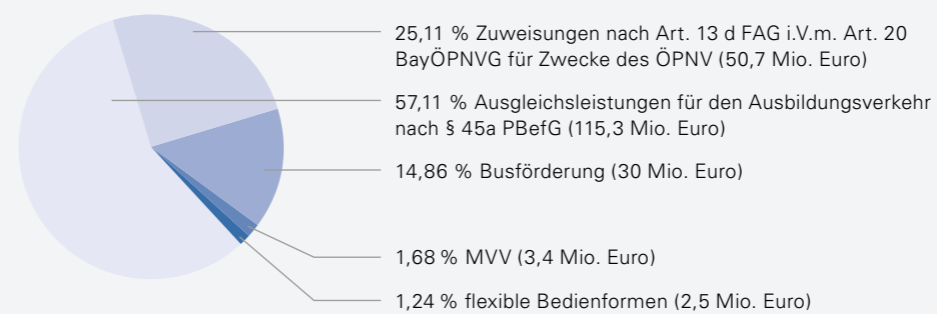 25,11 % Zuweisungen nach Art. 13 d FAG i.V.m. Art. 20
BayÖPNVG für Zwecke des ÖPNV (50,7 Mio. Euro)
57,11 % Ausgleichsleistungen für den Ausbildungsverkehr
nach § 45a PBefG (115,3 Mio. Euro)
14,86 % Busförderung (30 Mio. Euro)
1,68 % MVV (3,4 Mio. Euro)
1,24 % flexible Bedienformen (2,5 Mio. Euro)